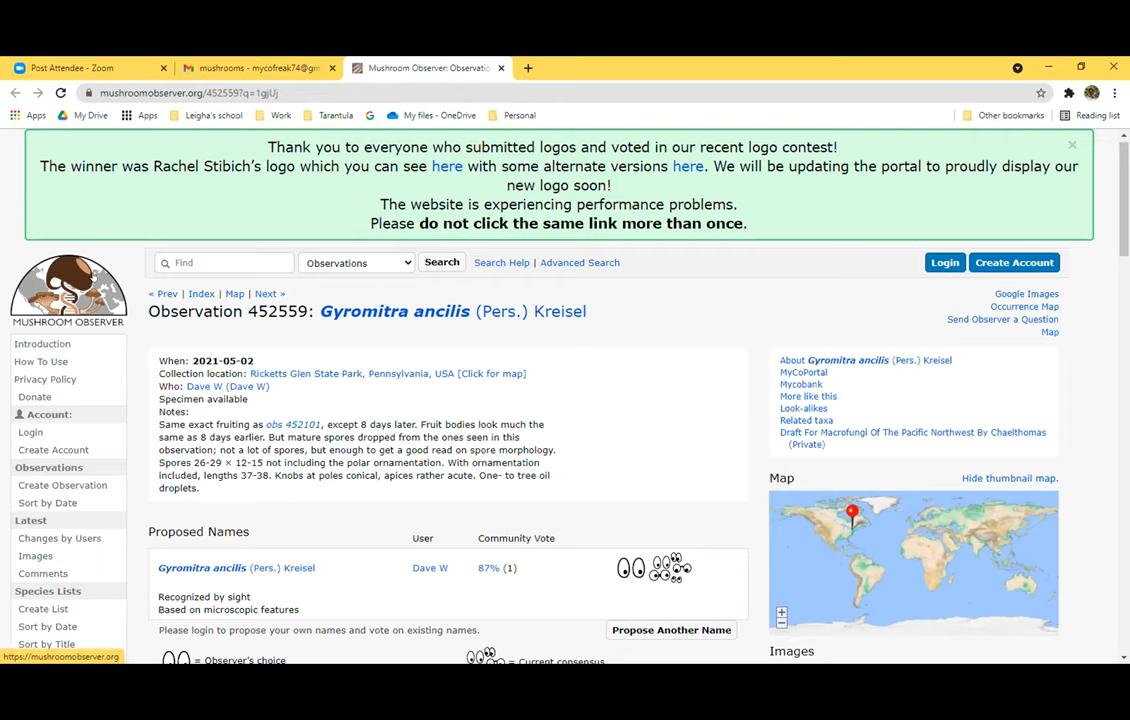 Post Attendee - Zoom
mushrooms - mycofreak74@gm
Mushroom Observer: Observatio
mushroomobserver.org/452559?q=1gjUj
Apps
My Drive
Apps
Leigha's school
Work
Tarantula
My files - OneDrive
Personal
Other bookmarks
Reading list
Thank you to everyone who submitted logos and voted in our recent logo contest!
The winner was Rachel Stibich's logo which you can see here with some alternate versions here. We will be updating the portal to proudly display our
new logo soon!
The website is experiencing performance problems.
Please do not click the same link more than once.
MUSHROOM OBSERVER
Introduction
How To Use
Privacy Policy
Donate
Account:
Login
Create Account
Observations
Create Observation
Sort by Date
Latest
Changes by Users
Images
Comments
Species Lists
Create List
Sort by Date
Sort by Title
https://mushroomobserver.org
Find
Observations
Search
Search Help | Advanced Search
Login
Create Account
« Prev | Index | Map | Next »
Observation 452559: Gyromitra ancilis (Pers.) Kreisel
Google Images
Occurrence Map
Send Observer a Question
Map
When: 2021-05-02
Collection location: Ricketts Glen State Park, Pennsylvania, USA [Click for map]
Who: Dave W (Dave W)
Specimen available
Notes:
Same exact fruiting as obs 452101, except 8 days later. Fruit bodies look much the
same as 8 days earlier. But mature spores dropped from the ones seen in this
observation; not a lot of spores, but enough to get a good read on spore morphology.
Spores 26-29 × 12-15 not including the polar ornamentation. With ornamentation
included, lengths 37-38. Knobs at poles conical, apices rather acute. One- to tree oil
droplets.
About Gyromitra ancilis (Pers.) Kreisel
MyCoPortal
Mycobank
More like this
Look-alikes
Related taxa
Draft For Macrofungi Of The Pacific Northwest By Chaelthomas
(Private)
Map
Hide thumbnail map.
+
−
Images
Proposed Names
User
Community Vote
Gyromitra ancilis (Pers.) Kreisel
Dave W
87% (1)
Recognized by sight
Based on microscopic features
Please login to propose your own names and vote on existing names.
Propose Another Name
= Observer's choice
= Current consensus